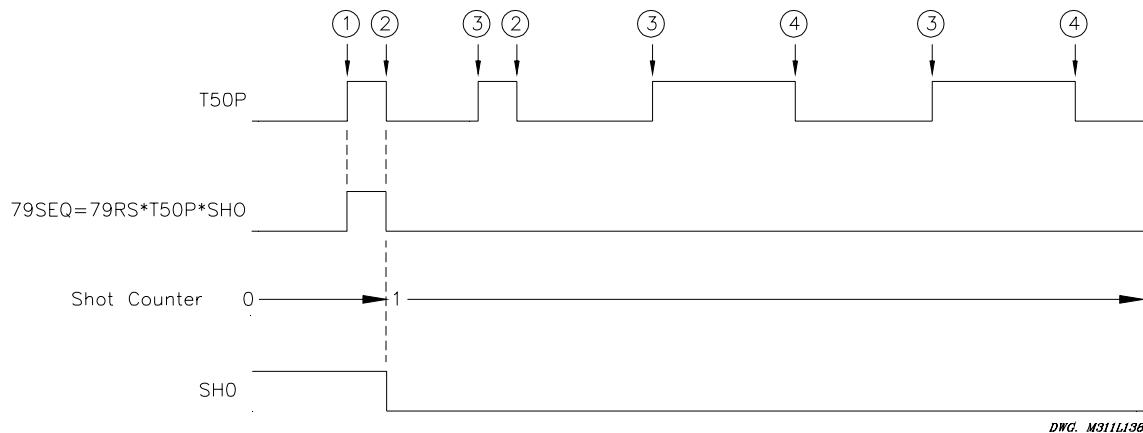 1 2 3 2 3 4 3 4
T50P
79SEQ=79RS*T50P*SH0
Shot Counter 0 1
SH0
DWG. M311L136